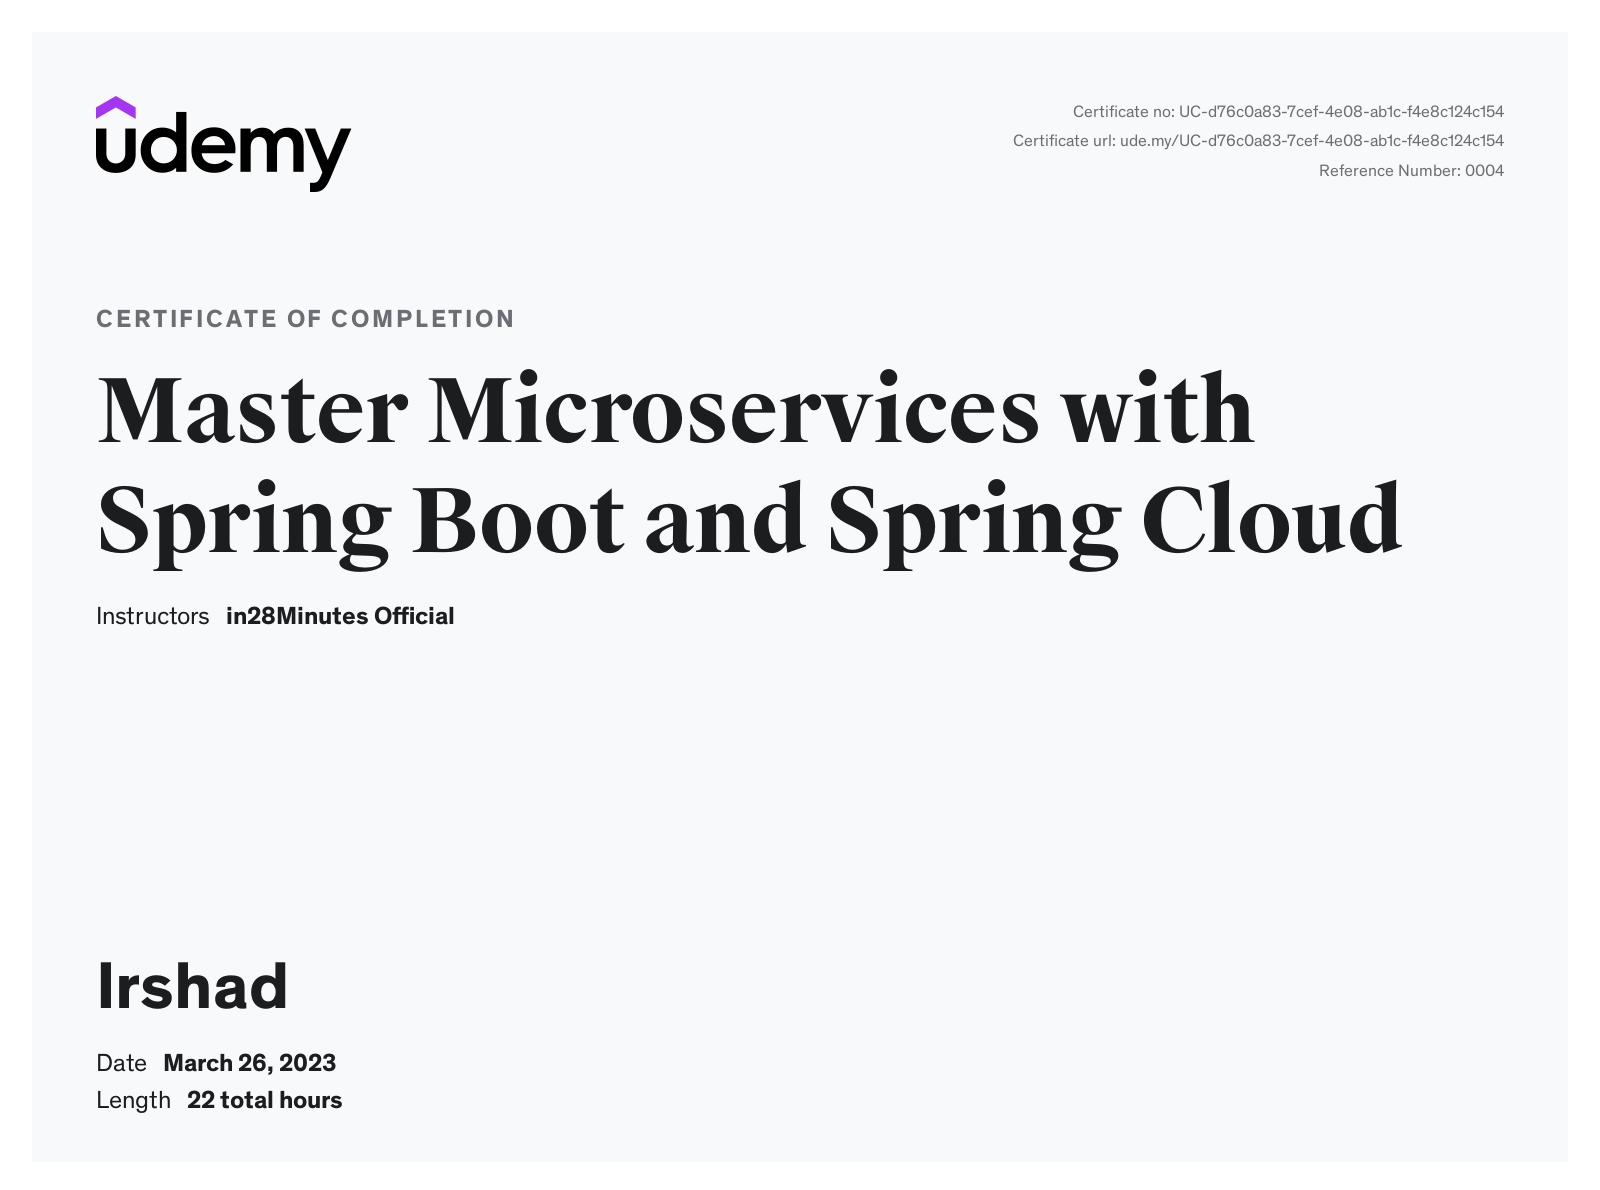 udemy
Certificate no: UC-d76c0a83-7cef-4e08-ab1c-f4e8c124c154
Certificate url: ude.my/UC-d76c0a83-7cef-4e08-ab1c-f4e8c124c154
Reference Number: 0004
CERTIFICATE OF COMPLETION
Master Microservices with
Spring Boot and Spring Cloud
Instructors in28Minutes Official
Irshad
Date March 26, 2023
Length 22 total hours